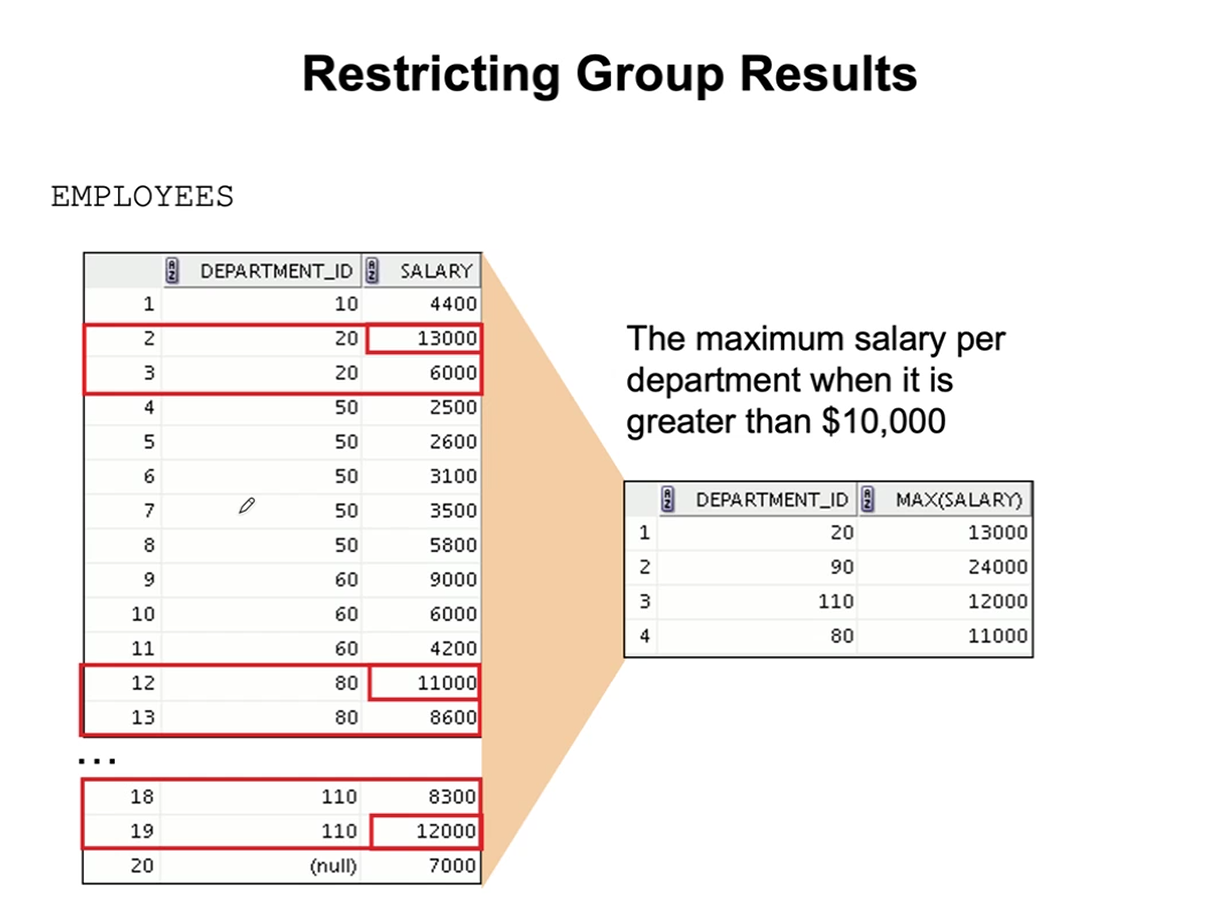 Restricting Group Results
EMPLOYEES
DEPARTMENT_ID SALARY
1 10 4400
2 20 13000
3 20 6000
4 50 2500
5 50 2600
6 50 3100
7 50 3500
8 50 5800
9 60 9000
10 60 6000
11 60 4200
12 80 11000
13 80 8600
...
18 110 8300
19 110 12000
20 (null) 7000
The maximum salary per
department when it is
greater than $10,000
DEPARTMENT_ID MAX(SALARY)
1 20 13000
2 90 24000
3 110 12000
4 80 11000